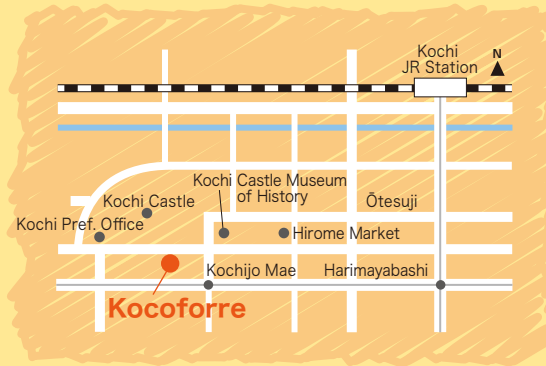 Kochi
JR Station
N
Kochi Castle Museum
of History
Kochi Castle
Ōtesuji
Kochi Pref. Office
Hirome Market
Kochijo Mae
Harimayabashi
Kocoforre